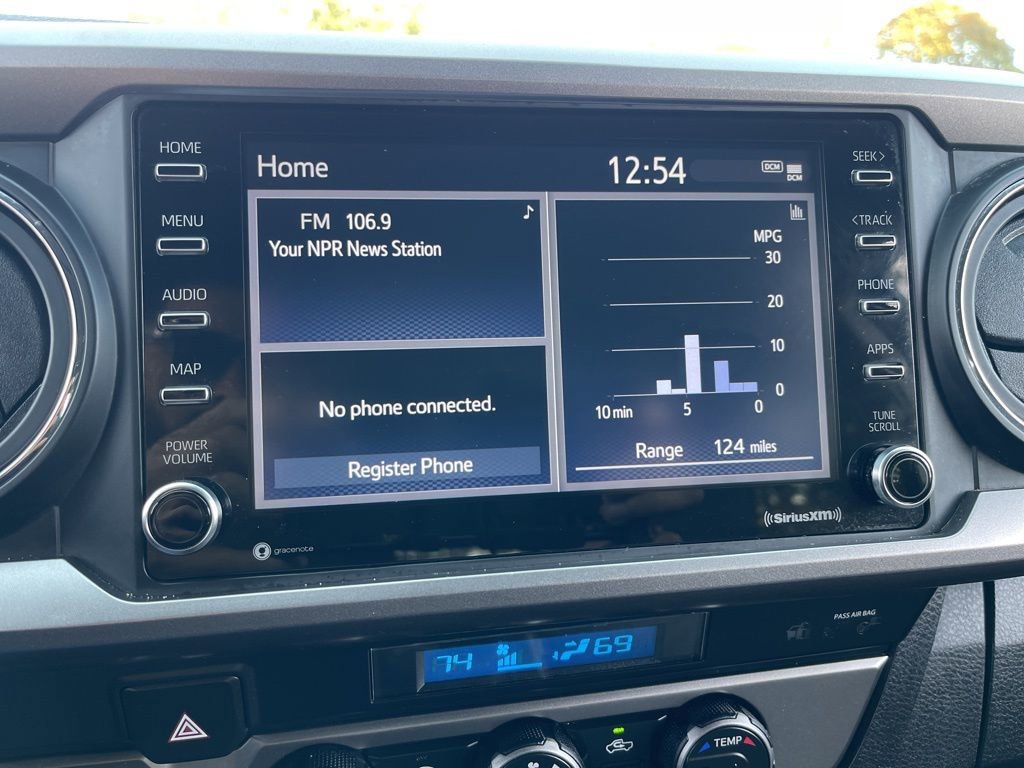 HOME
MENU
AUDIO
MAP
POWER
VOLUME
Home 12:54 DCM DCM
FM 106.9
Your NPR News Station
No phone connected.
Register Phone
MPG
30
20
10
0
10 min 5 0
Range 124 miles
SEEK>
<TRACK
PHONE
APPS
TUNE
SCROLL
gracenote
((SiriusXM))
PASS AIR BAG
74 69
TEMP